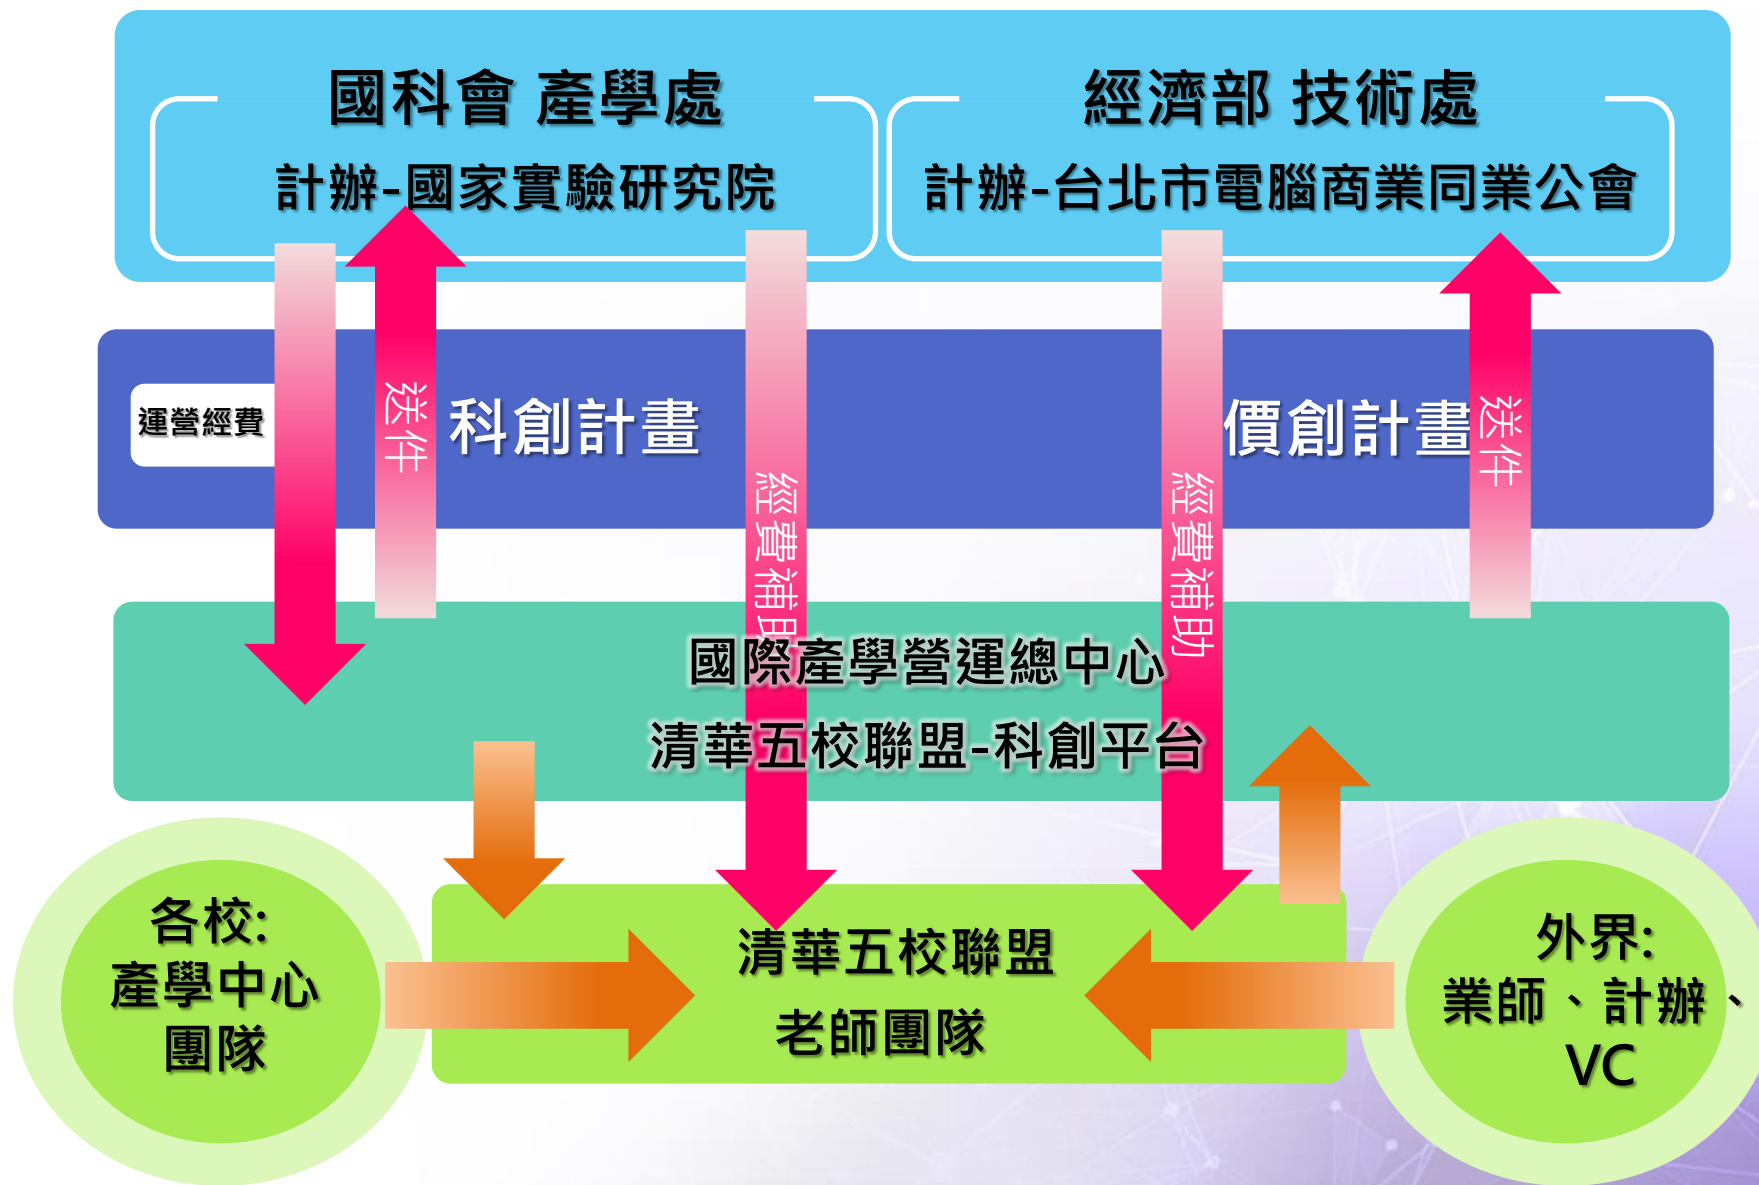 國科會 產學處
計辦-國家實驗研究院
經濟部 技術處
計辦-台北市電腦商業同業公會
運營經費
送件
科創計畫
經費補助
價創計畫
經費補助
送件
國際產學營運總中心
清華五校聯盟-科創平台
各校:
產學中心
團隊
清華五校聯盟
老師團隊
外界:
業師、計辦、
VC